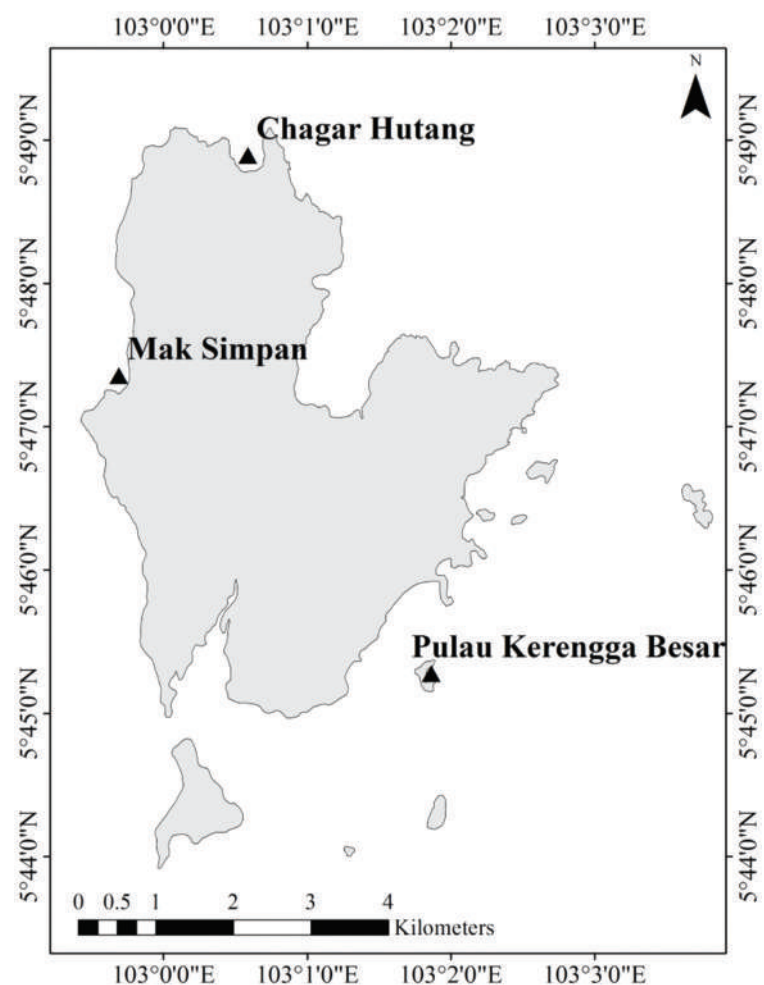 103°0'0"E 103°1'0"E 103°2'0"E 103°3'0"E
N
Chagar Hutang
5°49'0"N 5°49'0"N
5°48'0"N 5°48'0"N
Mak Simpan
5°47'0"N 5°47'0"N
5°46'0"N 5°46'0"N
Pulau Kerengga Besar
5°45'0"N 5°45'0"N
5°44'0"N 5°44'0"N
0 0.5 1 2 3 4
Kilometers
103°0'0"E 103°1'0"E 103°2'0"E 103°3'0"E